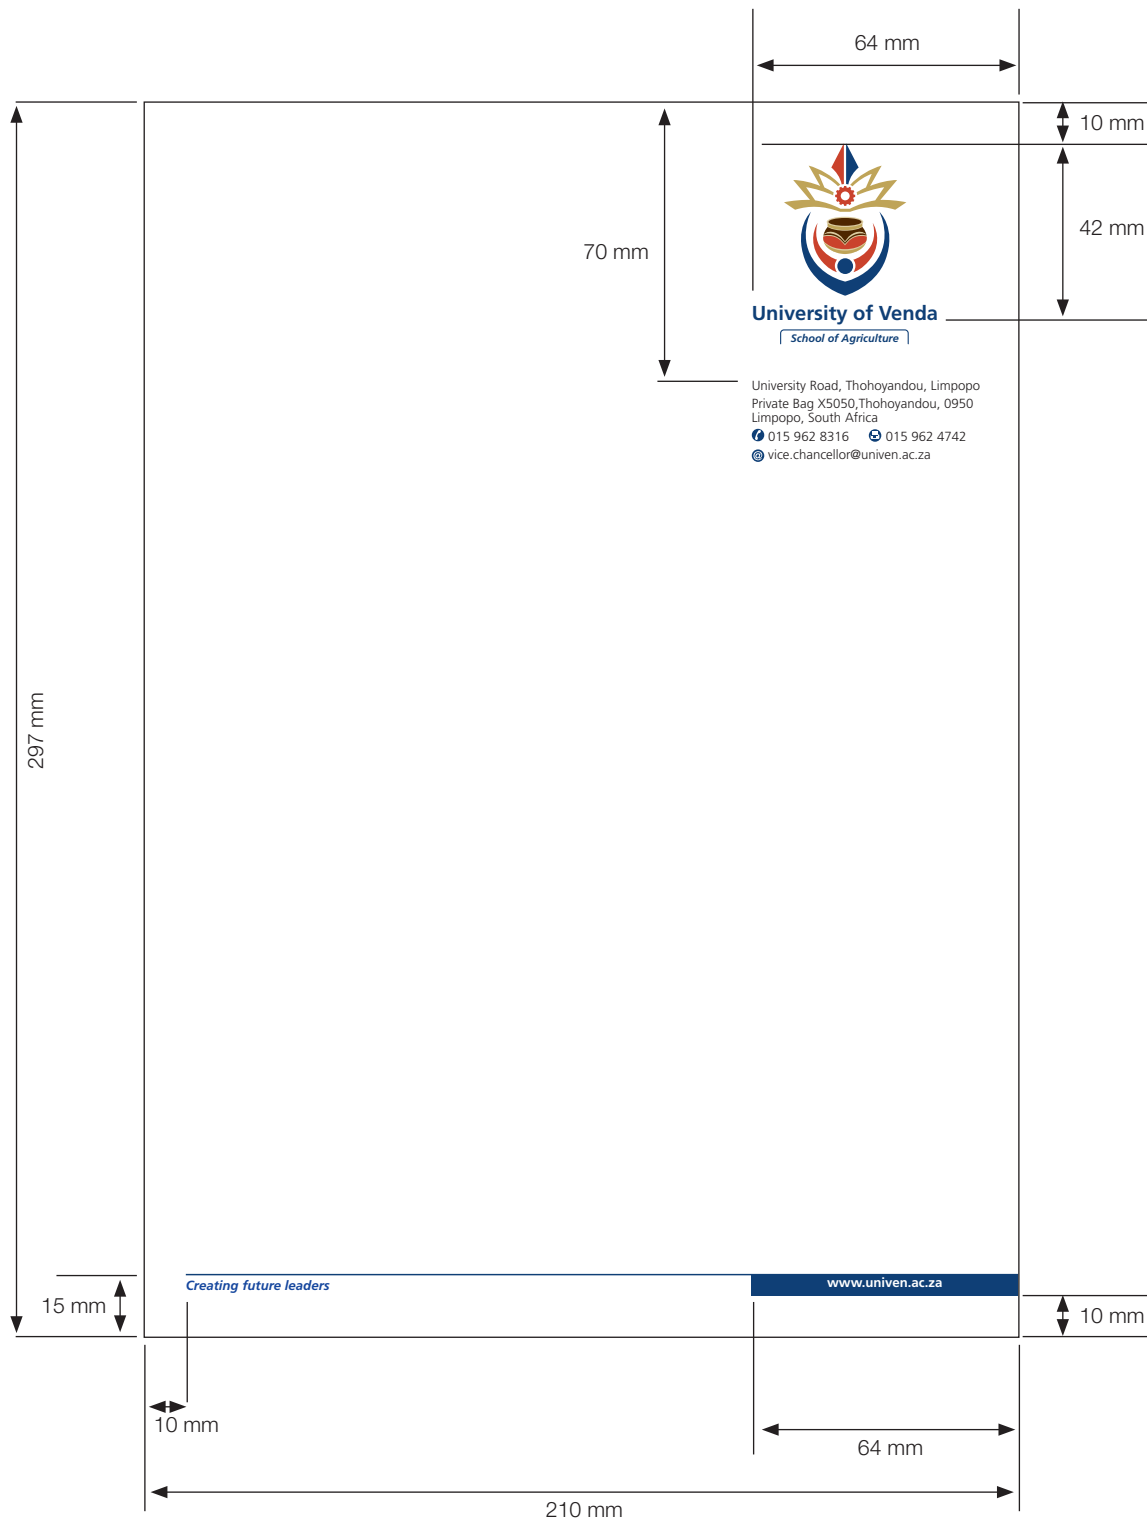 64 mm
10 mm
42 mm
70 mm
University of Venda
School of Agriculture
University Road, Thohoyandou, Limpopo
Private Bag X5050,Thohoyandou, 0950
Limpopo, South Africa
015 962 8316 015 962 4742
@ vice.chancellor@univen.ac.za
297 mm
Creating future leaders www.univen.ac.za
15 mm
10 mm
10 mm
64 mm
210 mm